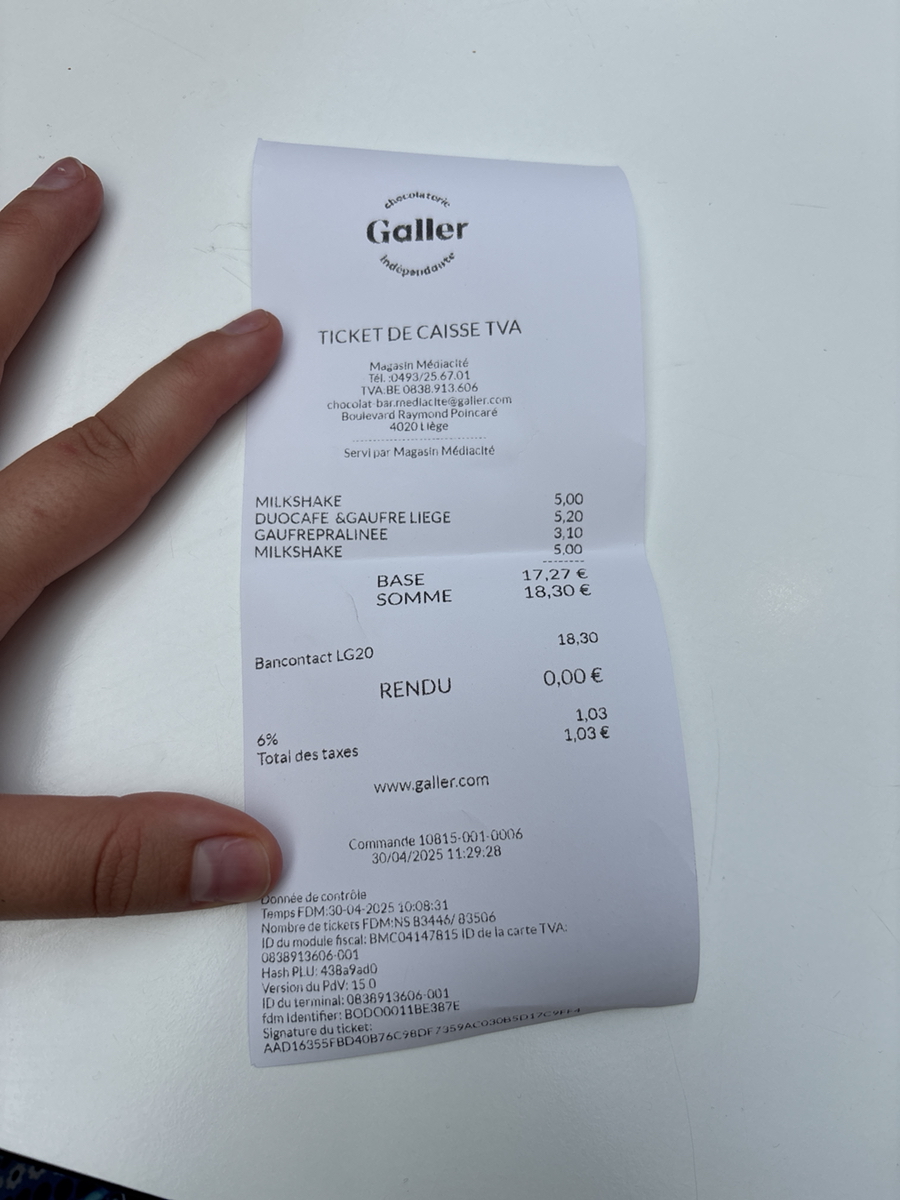 chocolaterie
Galler
indépendante
TICKET DE CAISSE TVA
Magasin Médiacité
Tél. :0493/25.67.01
TVA:BE 0838.913.606
chocolat-bar.mediacite@galler.com
Boulevard Raymond Poincaré
4020 Liège
Servi par Magasin Médiacité
MILKSHAKE 5,00
DUOCAFE &GAUFRE LIEGE 5,20
GAUFREPRALINEE 3,10
MILKSHAKE 5,00
BASE 17,27 €
SOMME 18,30 €
Bancontact LG20 18,30
RENDU 0,00 €
6% 1,03
Total des taxes 1,03 €
www.galler.com
Commande 10815-001-0006
30/04/2025 11:29:28
Donnée de contrôle
Temps FDM:30-04-2025 10:08:31
Nombre de tickets FDM:NS 83446/ 83506
ID du module fiscal: BMC04147815 ID de la carte TVA:
0838913606-001
Hash PLU: 438a9ad0
Version du PdV: 15.0
ID du terminal: 0838913606-001
fdm Identifier: BODO0011BE387E
Signature du ticket: